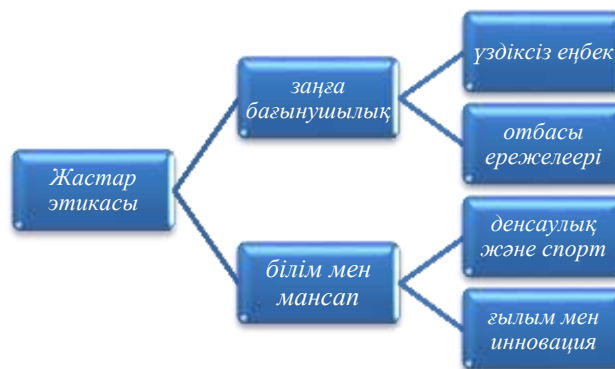 Жастар
этикасы
заңға
бағынушылық
үздіксіз еңбек
отбасы
ережелеері
білім мен
мансап
денсаулық
және спорт
ғылым мен
инновация